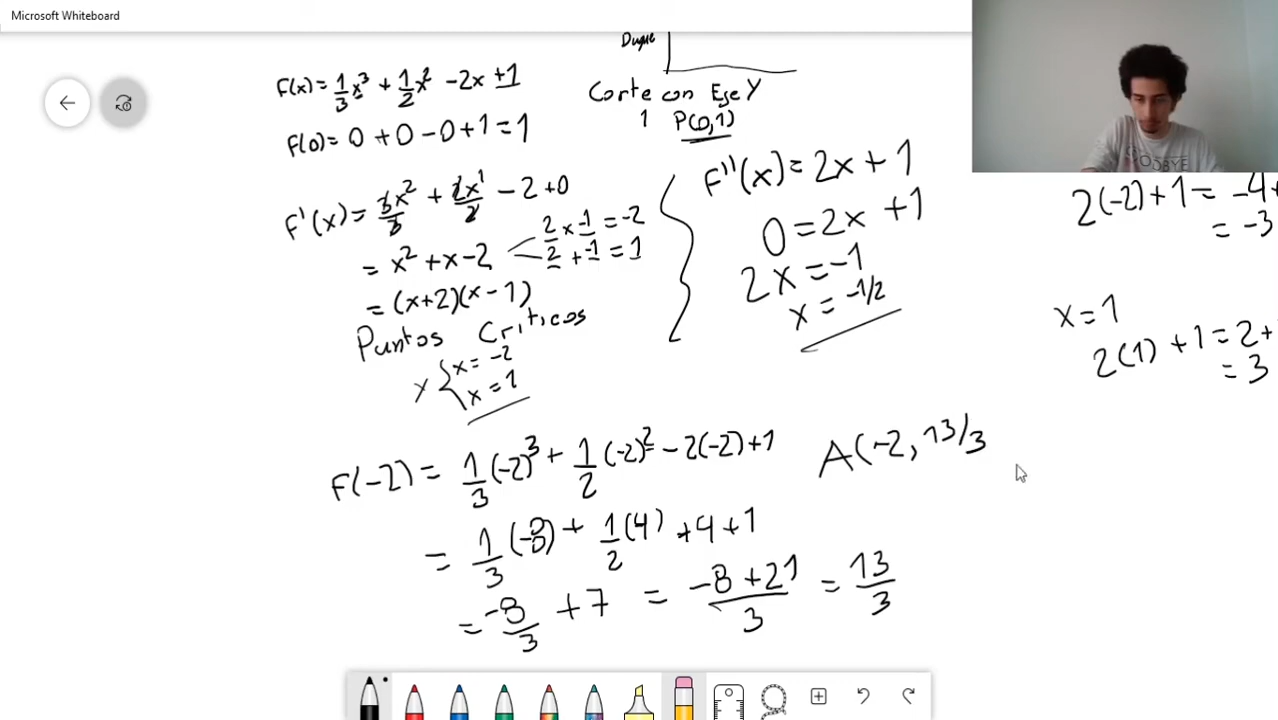 Microsoft Whiteboard
Duque
F(x)= 1/3 x³ + 1/2 x² - 2x + 1
F(0)= 0 + 0 - 0 + 1 = 1
Corte con Eje Y
1 P(0,1)
F'(x)= 3x²/3 + 2x¹/2 - 2 + 0
= x² + x - 2
2 x -1 = -2
2 + -1 = 1
= (x+2)(x-1)
Puntos Criticos
x { x = -2
x = 1
F''(x)= 2x + 1
0 = 2x + 1
2x = -1
x = -1/2
2(-2)+1 = -4+
= -3
x = 1
2(1) + 1 = 2+
= 3
F(-2) = 1/3 (-2)³ + 1/2 (-2)² - 2(-2) + 1
A(-2, 13/3
= 1/3 (-8) + 1/2 (4) + 4 + 1
= -8/3 + 7 = -8+21/3 = 13/3
GOODBYE